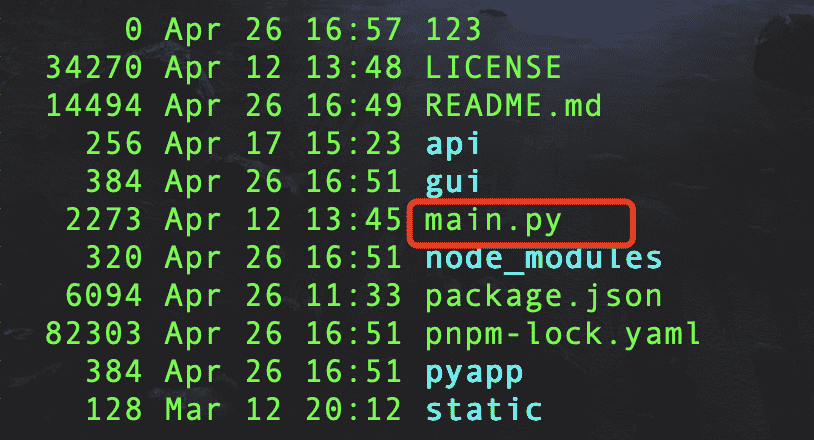 0 Apr 26 16:57 123
34270 Apr 12 13:48 LICENSE
14494 Apr 26 16:49 README.md
256 Apr 17 15:23 api
384 Apr 26 16:51 gui
2273 Apr 12 13:45 main.py
320 Apr 26 16:51 node_modules
6094 Apr 26 11:33 package.json
82303 Apr 26 16:51 pnpm-lock.yaml
384 Apr 26 16:51 pyapp
128 Mar 12 20:12 static